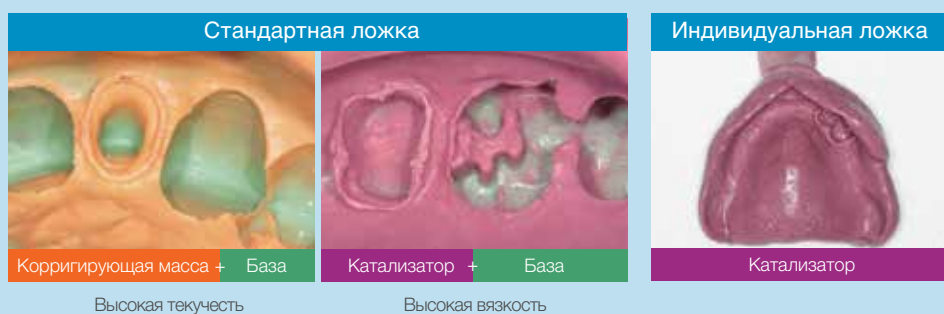 Стандартная ложка
Индивидуальная ложка
Корригирующая масса + База
Катализатор + База
Катализатор
Высокая текучесть
Высокая вязкость